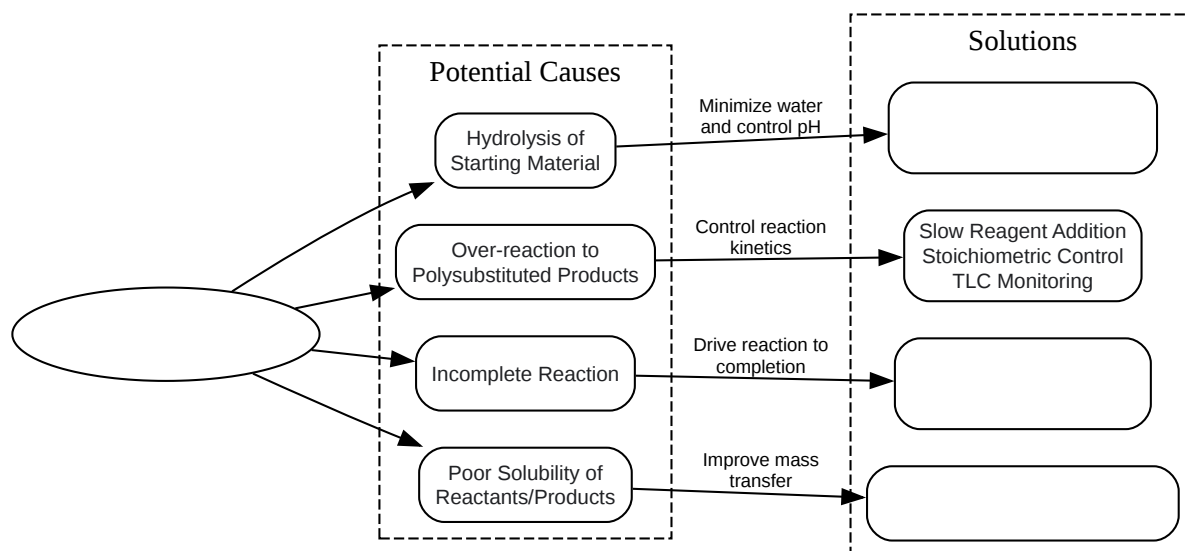 Potential Causes
Solutions
Hydrolysis of
Starting Material
Minimize water
and control pH
Over-reaction to
Polysubstituted Products
Control reaction
kinetics
Slow Reagent Addition
Stoichiometric Control
TLC Monitoring
Incomplete Reaction
Drive reaction to
completion
Poor Solubility of
Reactants/Products
Improve mass
transfer